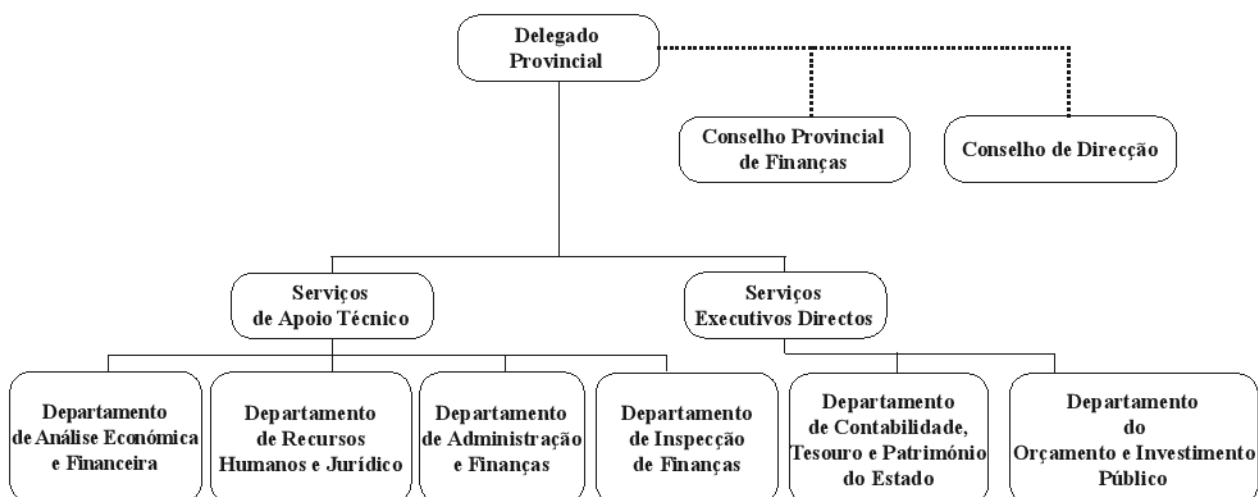 Delegado
Provincial
Conselho Provincial
de Finanças
Conselho de Direcção
Serviços
de Apoio Técnico
Serviços
Executivos Directos
Departamento
de Análise Económica
e Financeira
Departamento
de Recursos
Humanos e Jurídico
Departamento
de Administração
e Finanças
Departamento
de Inspecção
de Finanças
Departamento
de Contabilidade,
Tesouro e Património
do Estado
Departamento
do
Orçamento e Investimento
Público